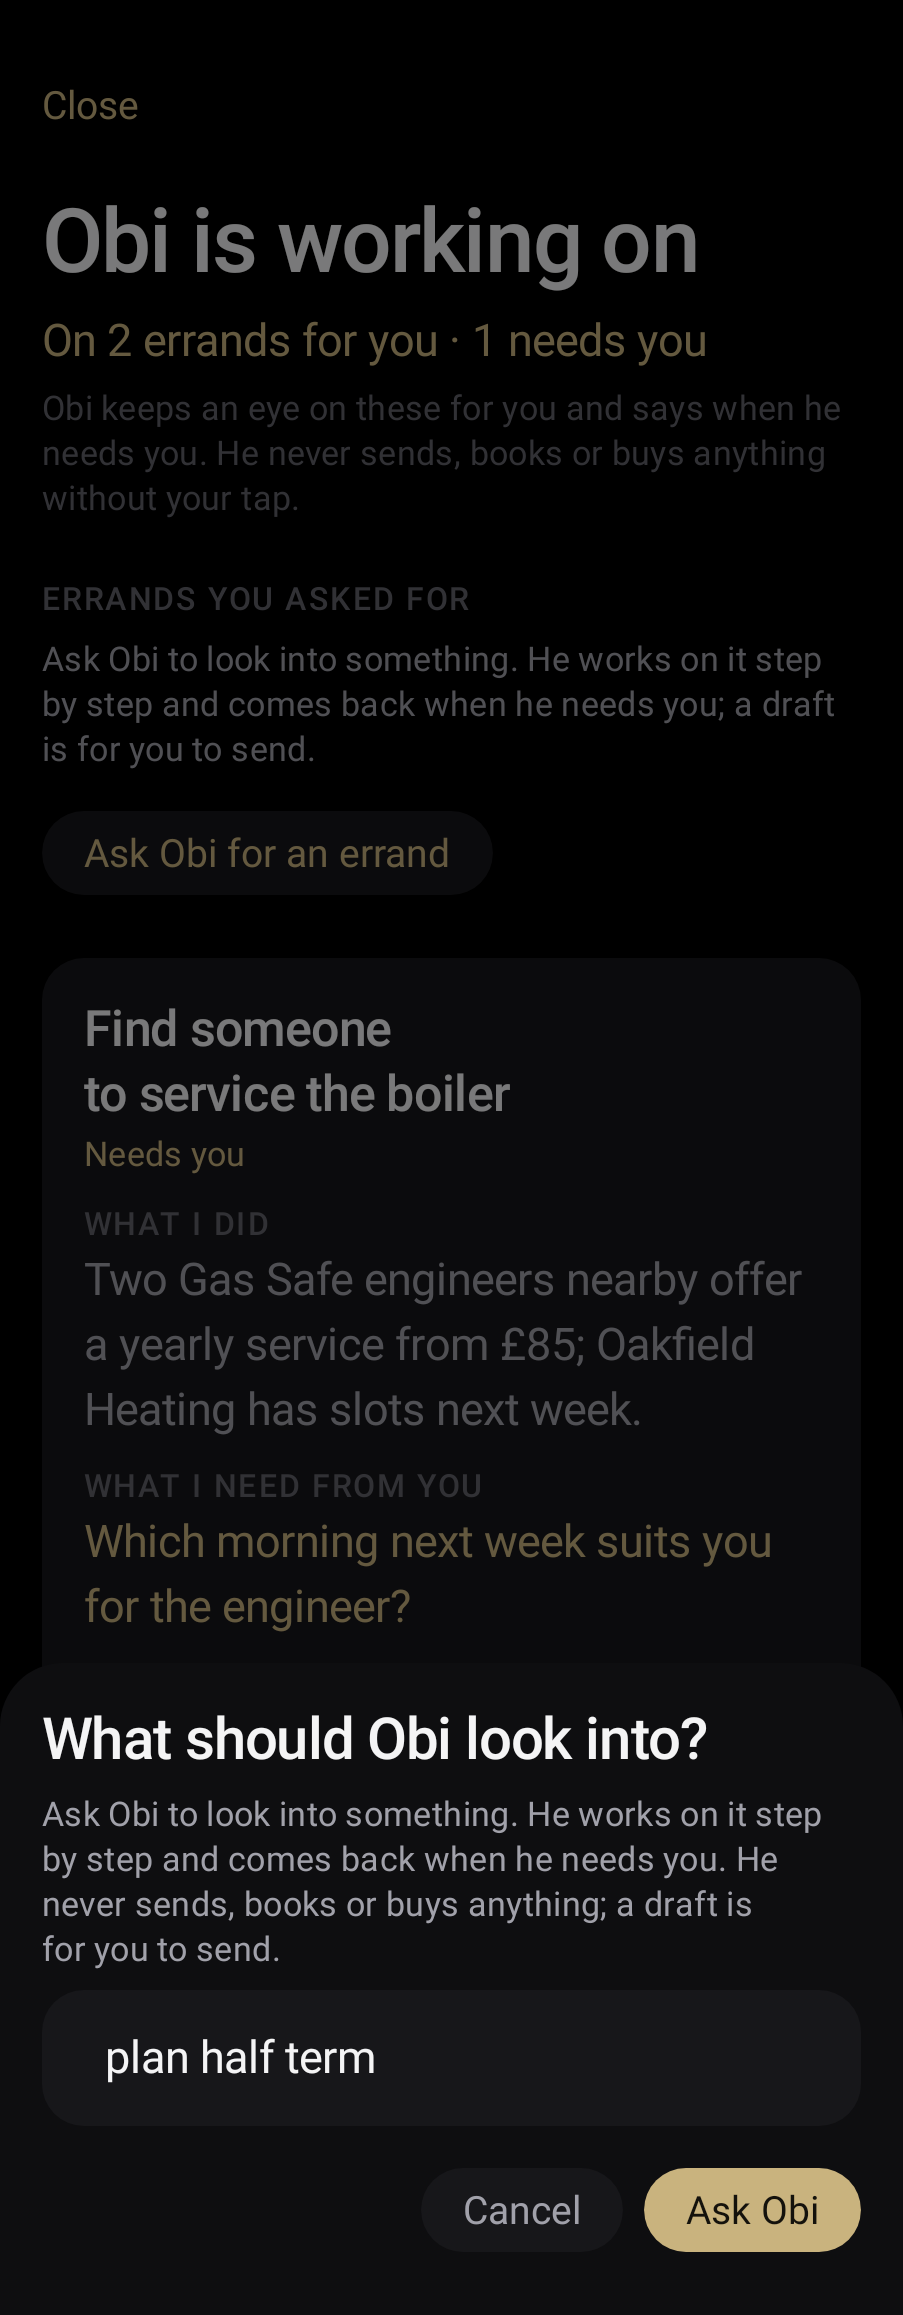 Close
Obi is working on
On 2 errands for you · 1 needs you
Obi keeps an eye on these for you and says when he
needs you. He never sends, books or buys anything
without your tap.
ERRANDS YOU ASKED FOR
Ask Obi to look into something. He works on it step
by step and comes back when he needs you; a draft
is for you to send.
Ask Obi for an errand
Find someone
to service the boiler
Needs you
WHAT I DID
Two Gas Safe engineers nearby offer
a yearly service from £85; Oakfield
Heating has slots next week.
WHAT I NEED FROM YOU
Which morning next week suits you
for the engineer?
What should Obi look into?
Ask Obi to look into something. He works on it step
by step and comes back when he needs you. He
never sends, books or buys anything; a draft is
for you to send.
plan half term
Cancel
Ask Obi